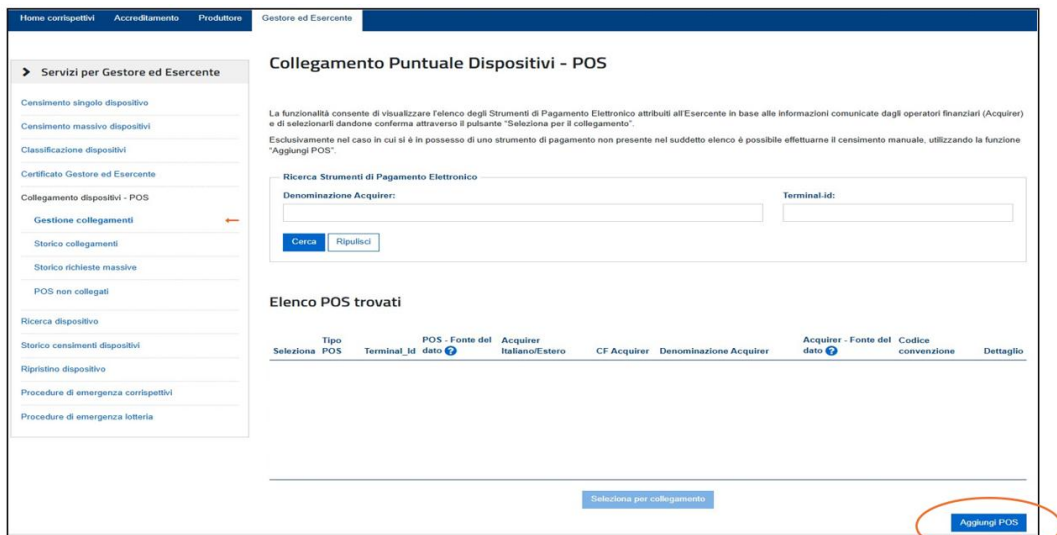 Home corrispettivi Accreditamento Produttore Gestore ed Esercente
Servizi per Gestore ed Esercente
Censimento singolo dispositivo
Censimento massivo dispositivi
Classificazione dispositivi
Certificato Gestore ed Esercente
Collegamento dispositivi - POS
Gestione collegamenti
Storico collegamenti
Storico richieste massive
POS non collegati
Ricerca dispositivo
Storico censimenti dispositivi
Ripristino dispositivo
Procedure di emergenza corrispettivi
Procedure di emergenza lotteria
Collegamento Puntuale Dispositivi - POS
La funzionalità consente di visualizzare l'elenco degli Strumenti di Pagamento Elettronico attribuiti all'Esercente in base alle informazioni comunicate dagli operatori finanziari (Acquirer)
e di selezionarli dandone conferma attraverso il pulsante "Seleziona per il collegamento".
Esclusivamente nel caso in cui si è in possesso di uno strumento di pagamento non presente nel suddetto elenco è possibile effettuarne il censimento manuale, utilizzando la funzione
"Aggiungi POS".
Ricerca Strumenti di Pagamento Elettronico
Denominazione Acquirer: Terminal-id:
Cerca Ripulisci
Elenco POS trovati
Tipo POS - Fonte del Acquirer Acquirer - Fonte del Codice
Seleziona POS Terminal_Id dato ? Italiano/Estero CF Acquirer Denominazione Acquirer dato ? convenzione Dettaglio
Seleziona per collegamento
Aggiungi POS